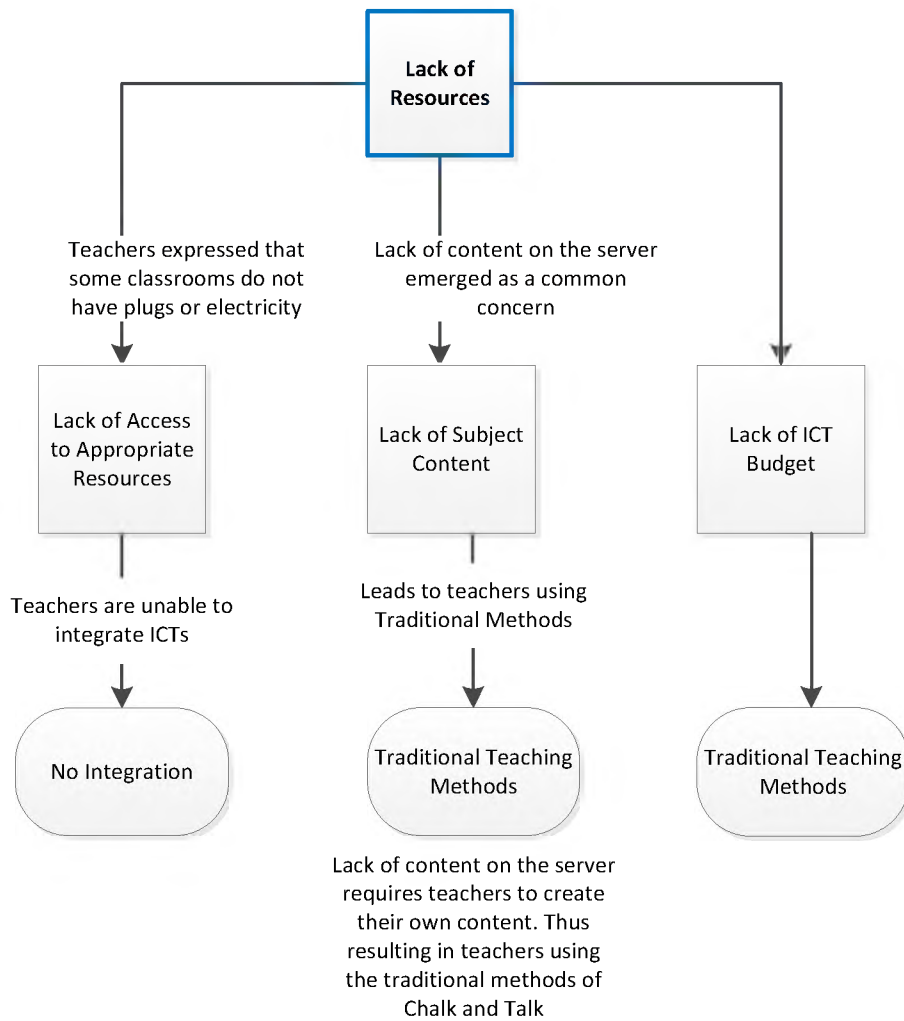 Lack of
Resources
Teachers expressed that
some classrooms do not
have plugs or electricity
Lack of content on the server
emerged as a common
concern
Lack of Access
to Appropriate
Resources
Lack of Subject
Content
Lack of ICT
Budget
Teachers are unable to
integrate ICTs
Leads to teachers using
Traditional Methods
No Integration
Traditional Teaching
Methods
Traditional Teaching
Methods
Lack of content on the server
requires teachers to create
their own content. Thus
resulting in teachers using
the traditional methods of
Chalk and Talk